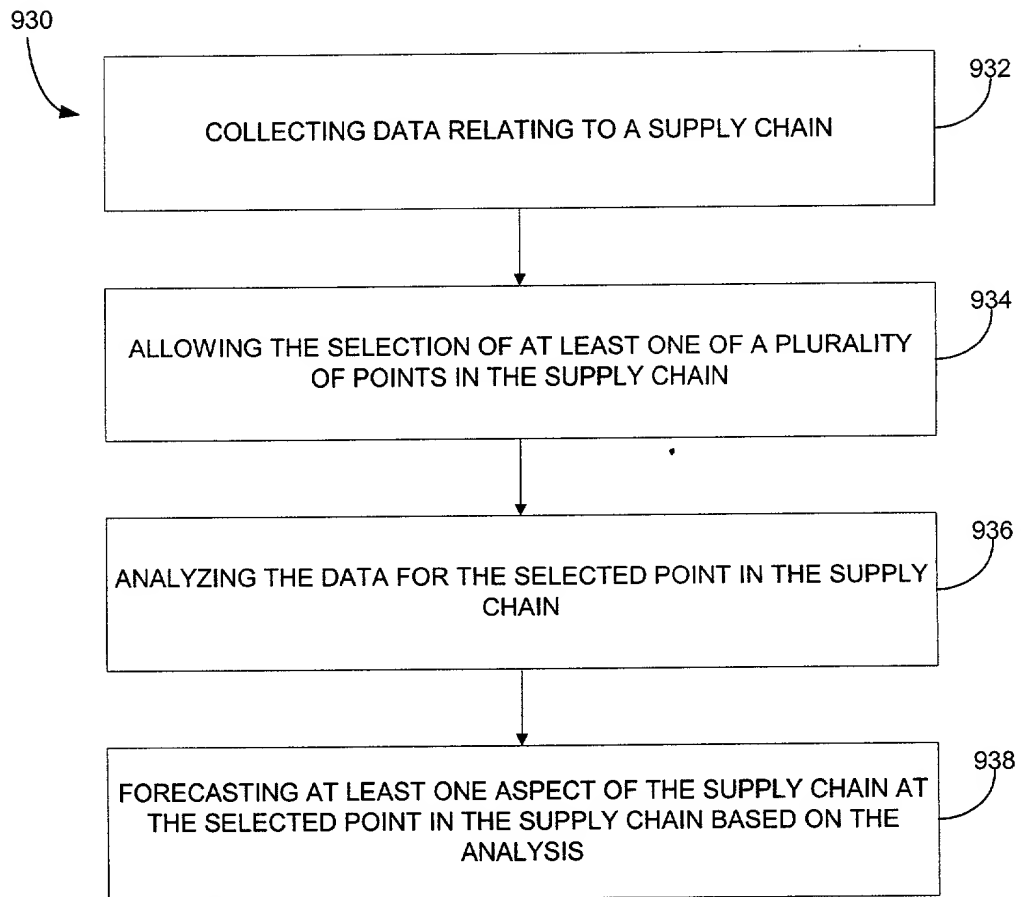 930
932
COLLECTING DATA RELATING TO A SUPPLY CHAIN
934
ALLOWING THE SELECTION OF AT LEAST ONE OF A PLURALITY
OF POINTS IN THE SUPPLY CHAIN
936
ANALYZING THE DATA FOR THE SELECTED POINT IN THE SUPPLY
CHAIN
938
FORECASTING AT LEAST ONE ASPECT OF THE SUPPLY CHAIN AT
THE SELECTED POINT IN THE SUPPLY CHAIN BASED ON THE
ANALYSIS